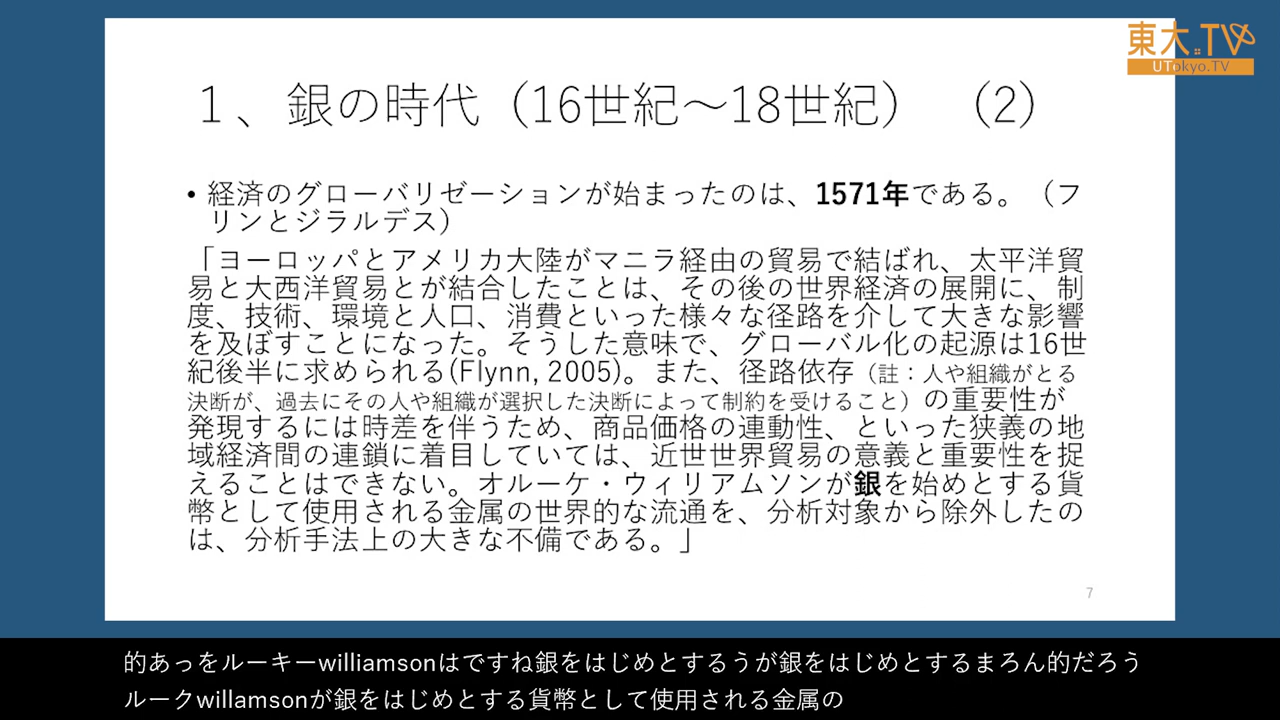 東大.TV
UTokyo.TV
1、銀の時代（16世紀～18世紀）　（2）
• 経済のグローバリゼーションが始まったのは、1571年である。（フ
リンとジラルデス）
「ヨーロッパとアメリカ大陸がマニラ経由の貿易で結ばれ、太平洋貿
易と大西洋貿易とが結合したことは、その後の世界経済の展開に、制
度、技術、環境と人口、消費といった様々な径路を介して大きな影響
を及ぼすことになった。そうした意味で、グローバル化の起源は16世
紀後半に求められる(Flynn, 2005)。また、径路依存（註：人や組織がとる
決断が、過去にその人や組織が選択した決断によって制約を受けること）の重要性が
発現するには時差を伴うため、商品価格の連動性、といった狭義の地
域経済間の連鎖に着目していては、近世世界貿易の意義と重要性を捉
えることはできない。オルーケ・ウィリアムソンが銀を始めとする貨
幣として使用される金属の世界的な流通を、分析対象から除外したの
は、分析手法上の大きな不備である。」
7
的あっをルーキーwilliamsonはですね銀をはじめとするうが銀をはじめとするまろん的だろう
ルークwillamsonが銀をはじめとする貨幣として使用される金属の